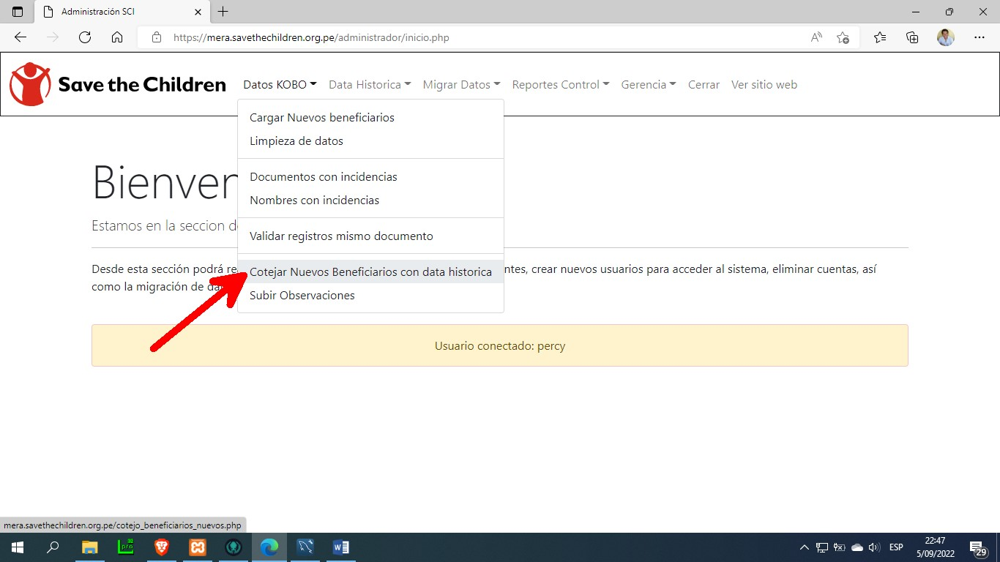 Administración SCI
https://mera.savethechildren.org.pe/administrador/inicio.php
Save the Children
Datos KOBO Data Historica Migrar Datos Reportes Control Gerencia Cerrar Ver sitio web
Cargar Nuevos beneficiarios
Limpieza de datos
Documentos con incidencias
Nombres con incidencias
Validar registros mismo documento
Cotejar Nuevos Beneficiarios con data historica
Subir Observaciones
Bienven
Estamos en la seccion d
Desde esta sección podrá re ntes, crear nuevos usuarios para acceder al sistema, eliminar cuentas, así
como la migración de da
Usuario conectado: percy
mera.savethechildren.org.pe/cotejo_beneficiarios_nuevos.php
32
pro
W
ESP
22:47
5/09/2022
29